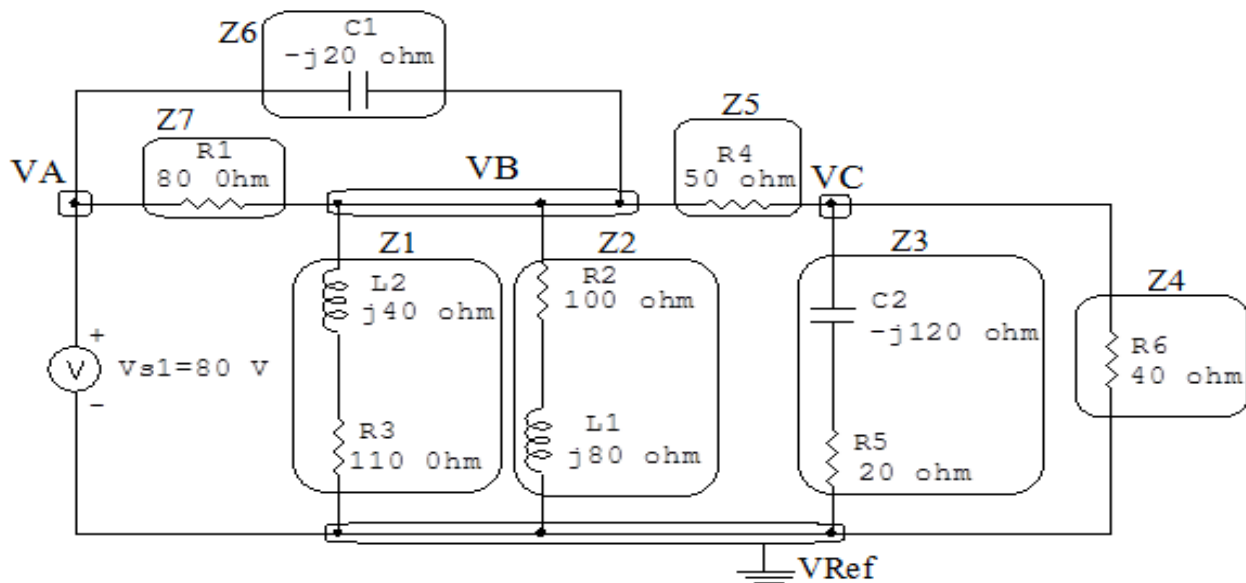 Z6
C1
-j20 ohm
Z7
R1
80 Ohm
VA
VB
Z5
R4
50 ohm
VC
Z1
L2
j40 ohm
R3
110 Ohm
Z2
R2
100 ohm
L1
j80 ohm
Z3
C2
-j120 ohm
R5
20 ohm
Z4
R6
40 ohm
+
V
Vs1=80 V
-
VRef